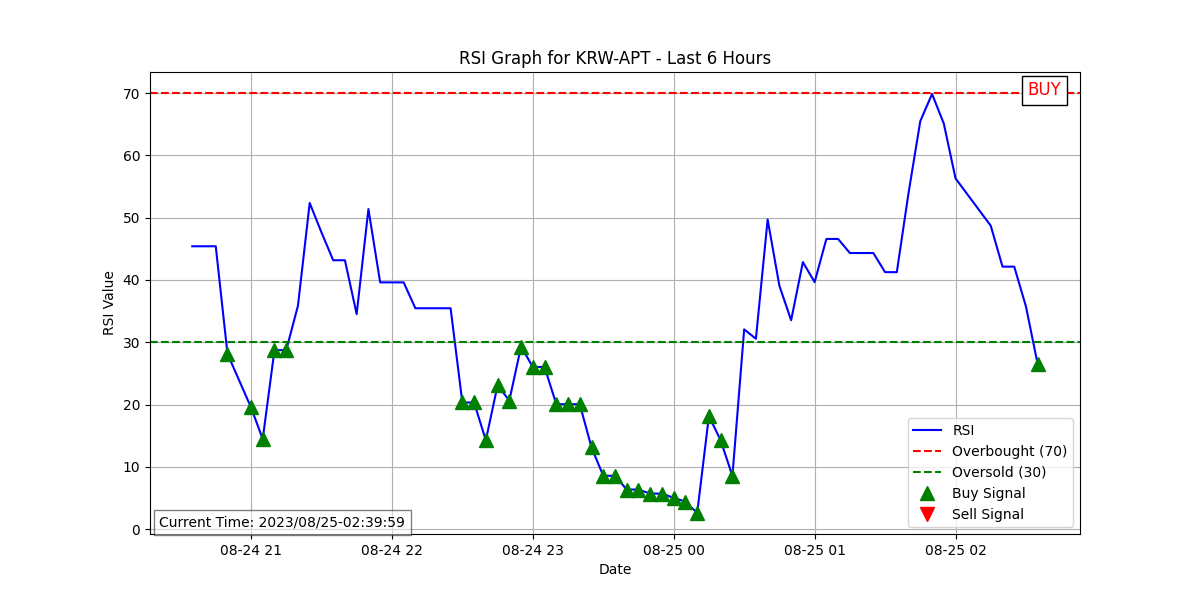 RSI Graph for KRW-APT - Last 6 Hours
BUY
70
60
50
40
30
20
10
0
RSI Value
RSI
Overbought (70)
Oversold (30)
Buy Signal
Sell Signal
Current Time: 2023/08/25-02:39:59
08-24 21
08-24 22
08-24 23
08-25 00
08-25 01
08-25 02
Date